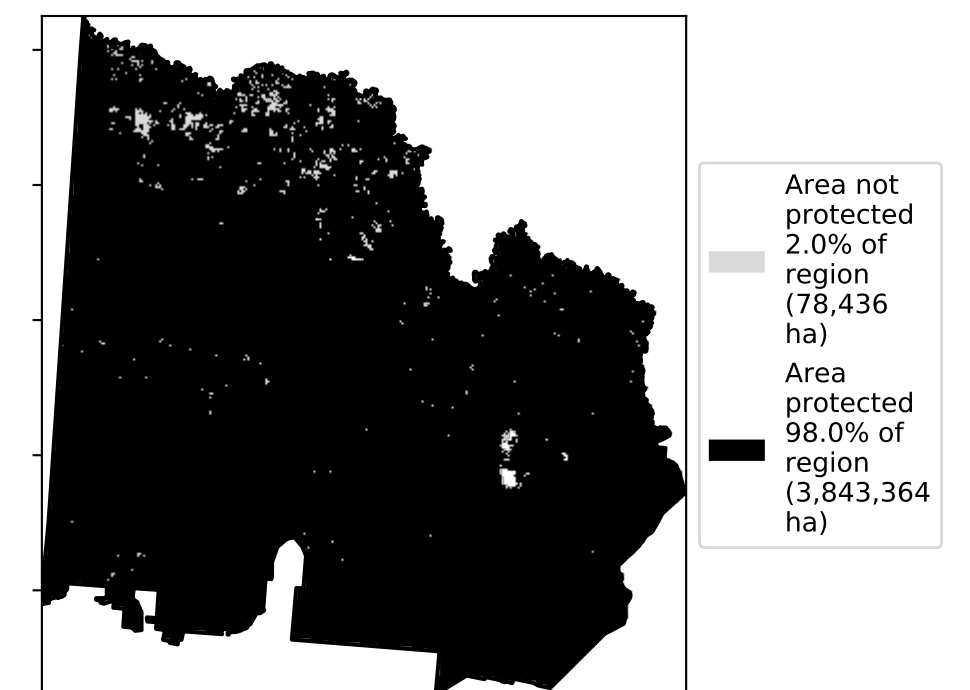 Area not
protected
2.0% of
region
(78,436
ha)
Area
protected
98.0% of
region
(3,843,364
ha)